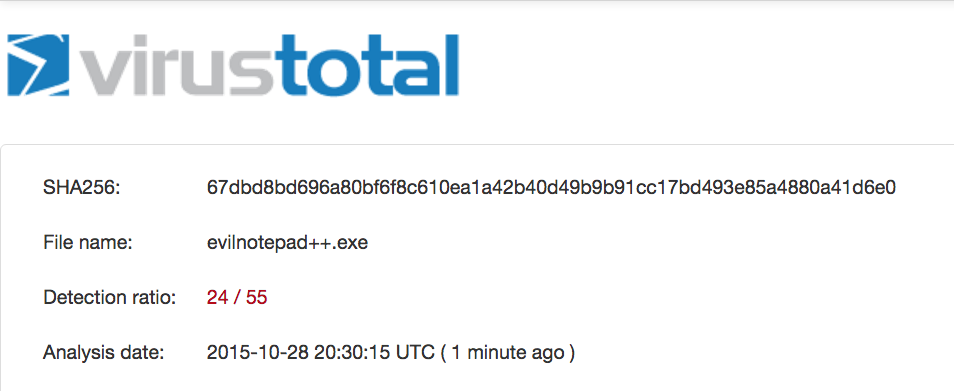 virustotal
SHA256: 67dbd8bd696a80bf6f8c610ea1a42b40d49b9b91cc17bd493e85a4880a41d6e0
File name: evilnotepad++.exe
Detection ratio: 24 / 55
Analysis date: 2015-10-28 20:30:15 UTC ( 1 minute ago )